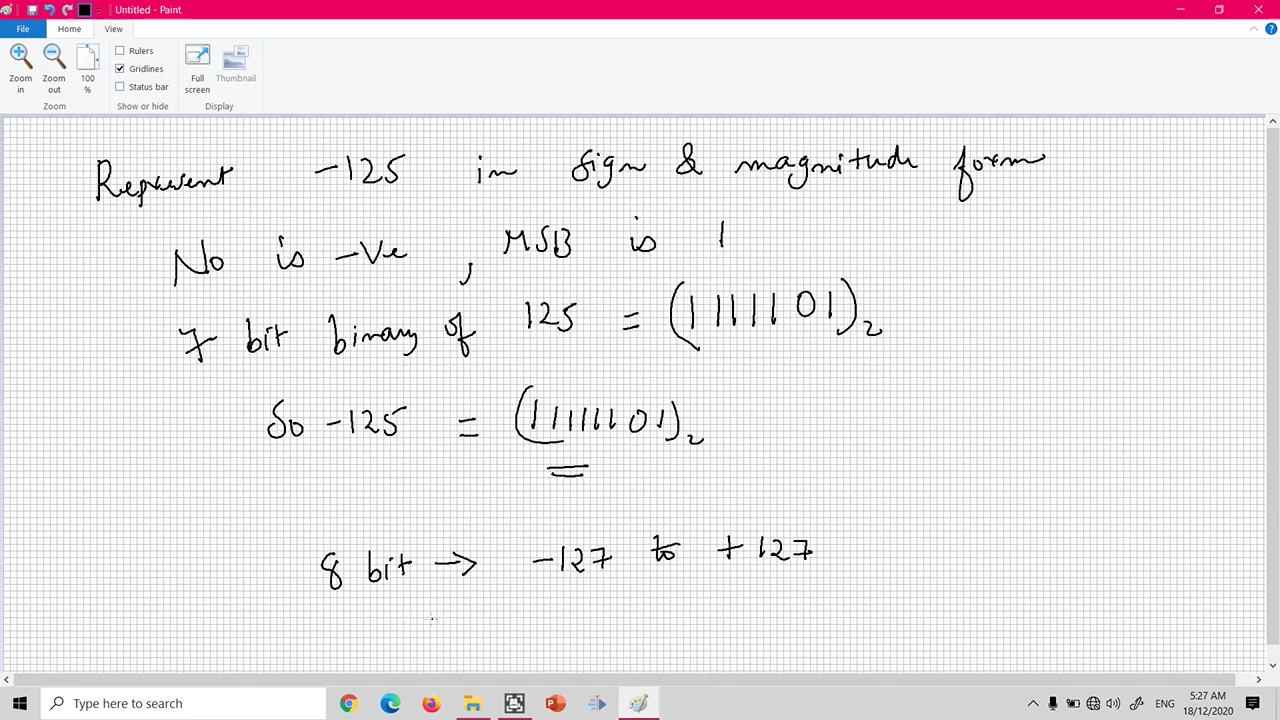 Untitled - Paint
File Home View
Zoom in
Zoom out
100 %
Rulers
Gridlines
Status bar
Full screen
Thumbnail
Zoom
Show or hide
Display
Represent -125 in sign & magnitude form
No is -Ve , MSB is 1
7 bit binary of 125 = (1111101)2
So -125 = (11111101)2
8 bit → -127 to +127
Type here to search
ENG
5:27 AM
18/12/2020